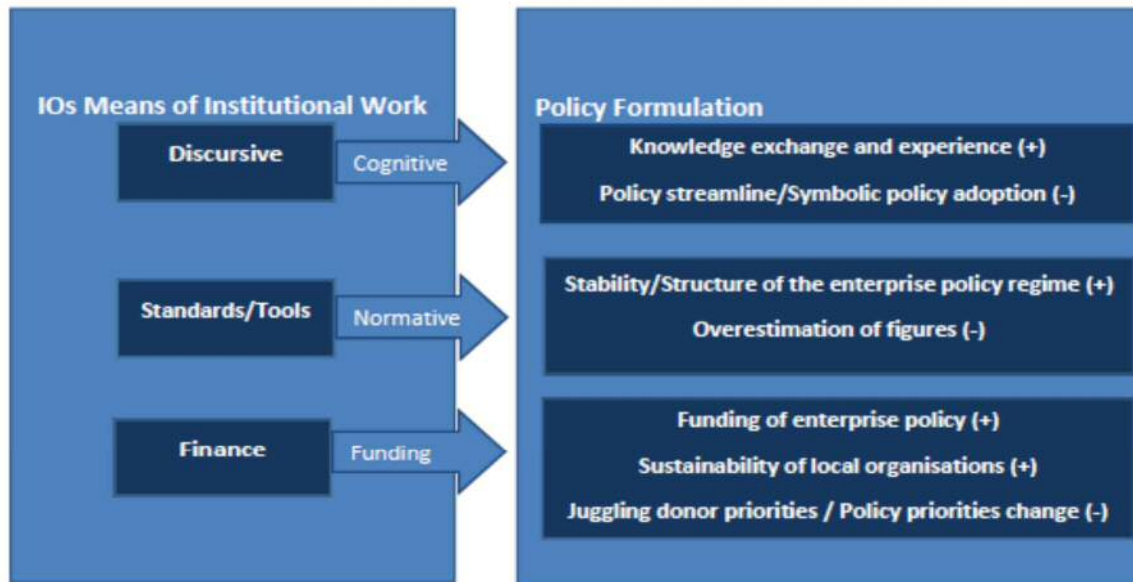 IOs Means of Institutional Work
Discursive
Cognitive
Standards/Tools
Normative
Finance
Funding
Policy Formulation
Knowledge exchange and experience (+)
Policy streamline/Symbolic policy adoption (-)
Stability/Structure of the enterprise policy regime (+)
Overestimation of figures (-)
Funding of enterprise policy (+)
Sustainability of local organisations (+)
Juggling donor priorities / Policy priorities change (-)